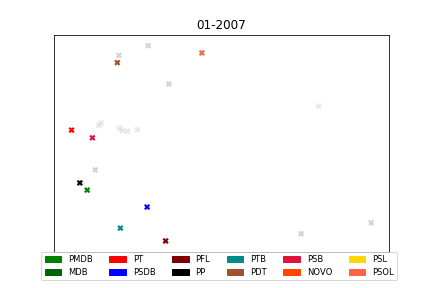 01-2007
PMDB PT PFL PTB PSB PSL
MDB PSDB PP PDT NOVO PSOL